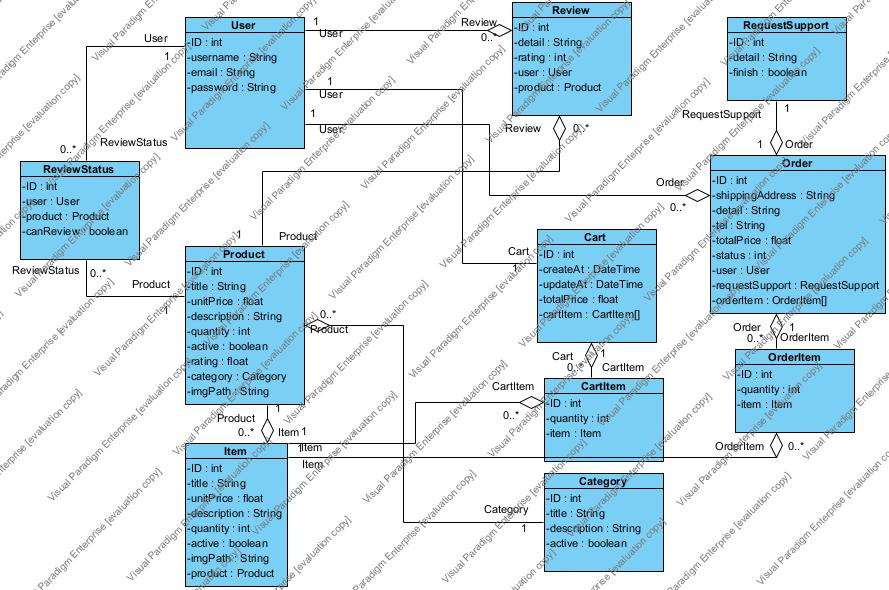 User
-ID : int
-username : String
-email : String
-password : String
Review
-ID : int
-detail : String
-rating : int
-user : User
-product : Product
RequestSupport
-ID : int
-detail : String
-finish : boolean
User
1
1
User
Review
0..*
1
User
1
User
ReviewStatus
0..*
Review
0..*
RequestSupport
1
1
Order
ReviewStatus
-ID : int
-user : User
-product : Product
-canReview : boolean
Order
-ID : int
-shippingAddress : String
-detail : String
-tel : String
-totalPrice : float
-status : int
-user : User
-requestSupport : RequestSupport
-orderItem : OrderItem[]
Order
0..*
1
Product
Cart
1
Cart
-ID : int
-createAt : DateTime
-updateAt : DateTime
-totalPrice : float
-cartItem : CartItem[]
ReviewStatus
0..*
Product
1
Product
-ID : int
-title : String
-unitPrice : float
-description : String
-quantity : int
-active : boolean
-rating : float
-category : Category
-imgPath : String
0..*
Product
Order
0..*
1
OrderItem
Cart
0..*
1
CartItem
OrderItem
-ID : int
-quantity : int
-item : Item
CartItem
-ID : int
-quantity : int
-item : Item
CartItem
0..*
1
Product
0..*
Item
1
1
Item
Item
OrderItem
0..*
Item
-ID : int
-title : String
-unitPrice : float
-description : String
-quantity : int
-active : boolean
-imgPath : String
-product : Product
Category
-ID : int
-title : String
-description : String
-active : boolean
Category
1
Visual Paradigm Enterprise [evaluation copy]